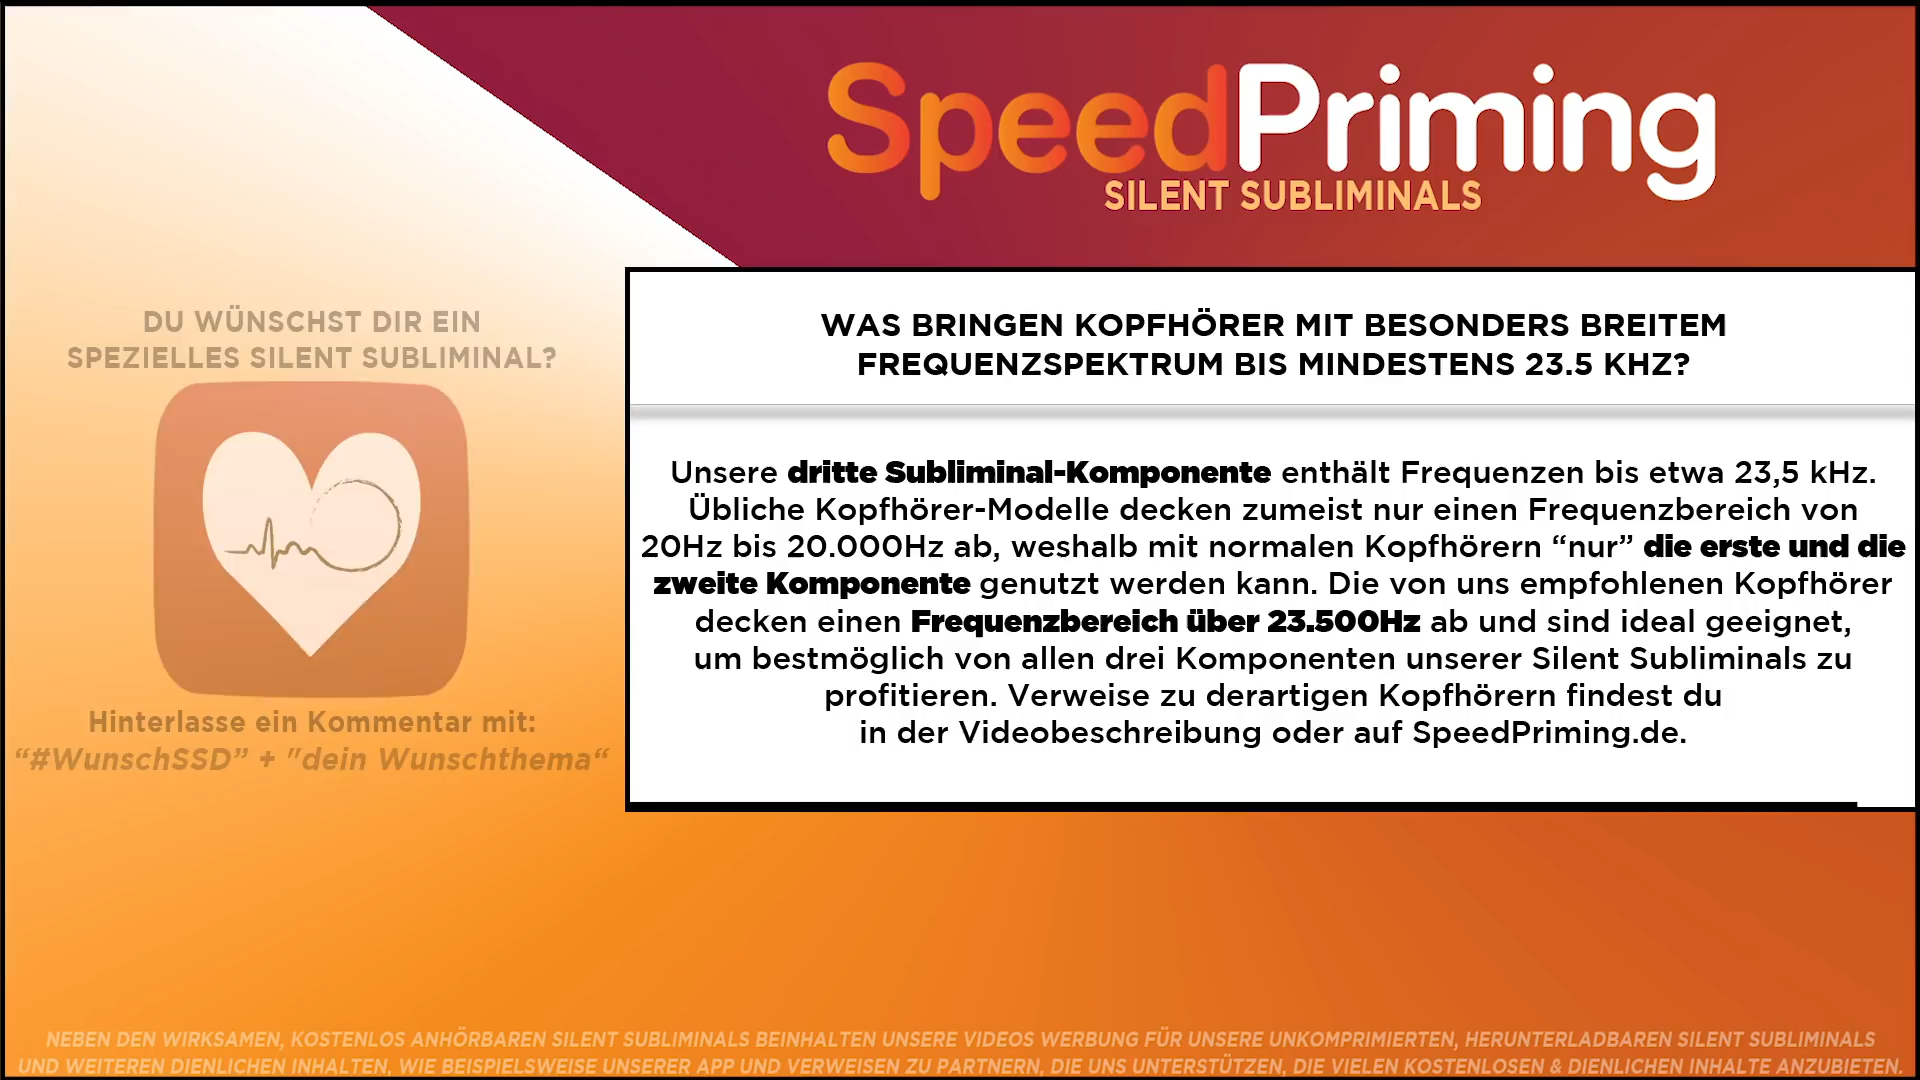 SpeedPriming
SILENT SUBLIMINALS
DU WÜNSCHST DIR EIN
SPEZIELLES SILENT SUBLIMINAL?
Hinterlasse ein Kommentar mit:
“#WunschSSD” + "dein Wunschthema“
WAS BRINGEN KOPFHÖRER MIT BESONDERS BREITEM
FREQUENZSPEKTRUM BIS MINDESTENS 23.5 KHZ?
Unsere dritte Subliminal-Komponente enthält Frequenzen bis etwa 23,5 kHz.
Übliche Kopfhörer-Modelle decken zumeist nur einen Frequenzbereich von
20Hz bis 20.000Hz ab, weshalb mit normalen Kopfhörern “nur” die erste und die
zweite Komponente genutzt werden kann. Die von uns empfohlenen Kopfhörer
decken einen Frequenzbereich über 23.500Hz ab und sind ideal geeignet,
um bestmöglich von allen drei Komponenten unserer Silent Subliminals zu
profitieren. Verweise zu derartigen Kopfhörern findest du
in der Videobeschreibung oder auf SpeedPriming.de.
NEBEN DEN WIRKSAMEN, KOSTENLOS ANHÖRBAREN SILENT SUBLIMINALS BEINHALTEN UNSERE VIDEOS WERBUNG FÜR UNSERE UNKOMPRIMIERTEN, HERUNTERLADBAREN SILENT SUBLIMINALS
UND WEITEREN DIENLICHEN INHALTEN, WIE BEISPIELSWEISE UNSERER APP UND VERWEISEN ZU PARTNERN, DIE UNS UNTERSTÜTZEN, DIE VIELEN KOSTENLOSEN & DIENLICHEN INHALTE ANZUBIETEN.